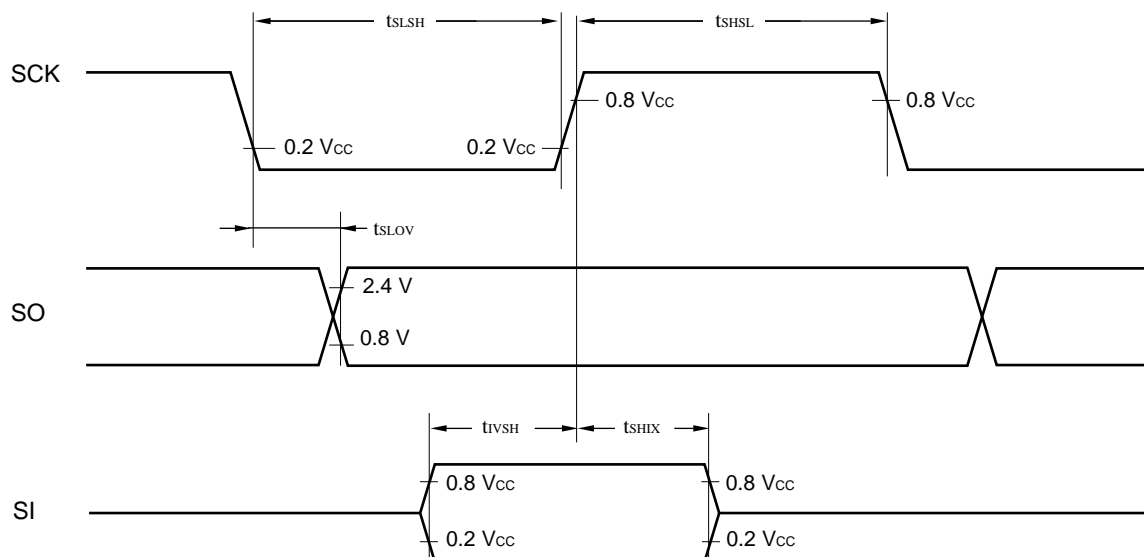 tSLSH tSHSL
SCK
0.8 VCC 0.8 VCC
0.2 VCC 0.2 VCC
tSLOV
2.4 V
SO
0.8 V
tIVSH tSHIX
0.8 VCC 0.8 VCC
SI
0.2 VCC 0.2 VCC